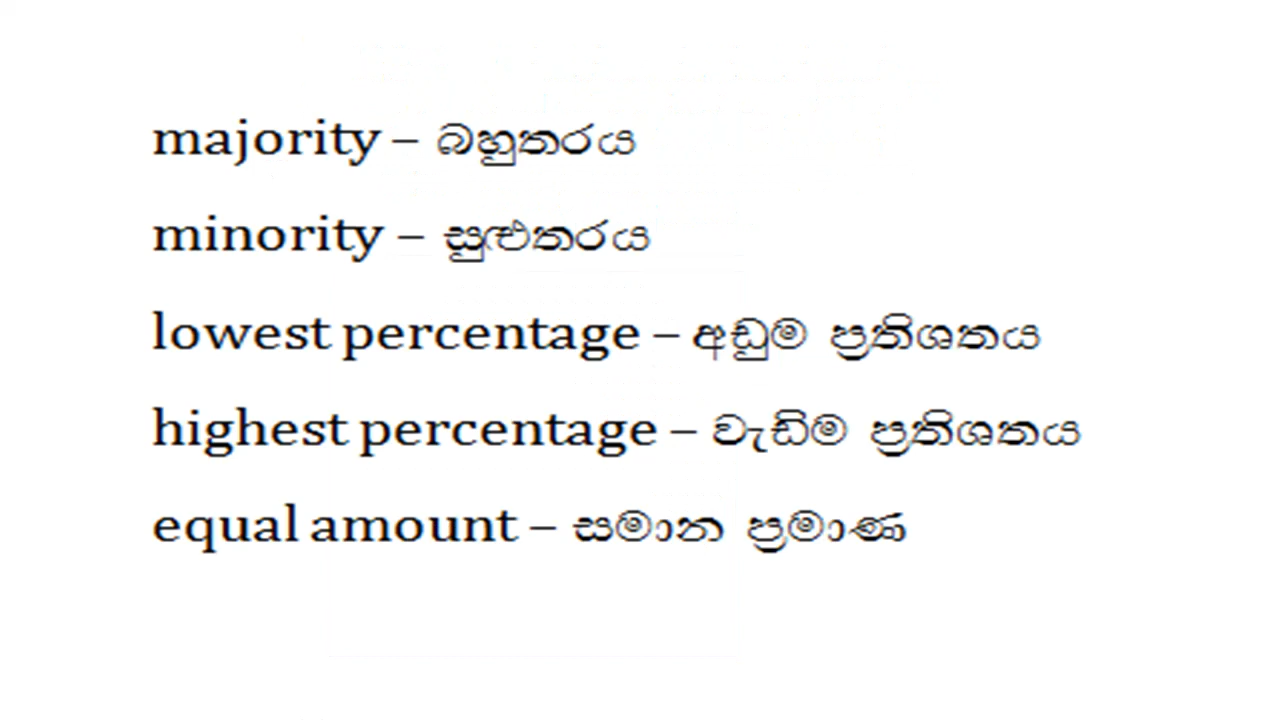 majority – බහුතරය
minority – සුළුතරය
lowest percentage – අඩුම ප්‍රතිශතය
highest percentage – වැඩිම ප්‍රතිශතය
equal amount – සමාන ප්‍රමාණ